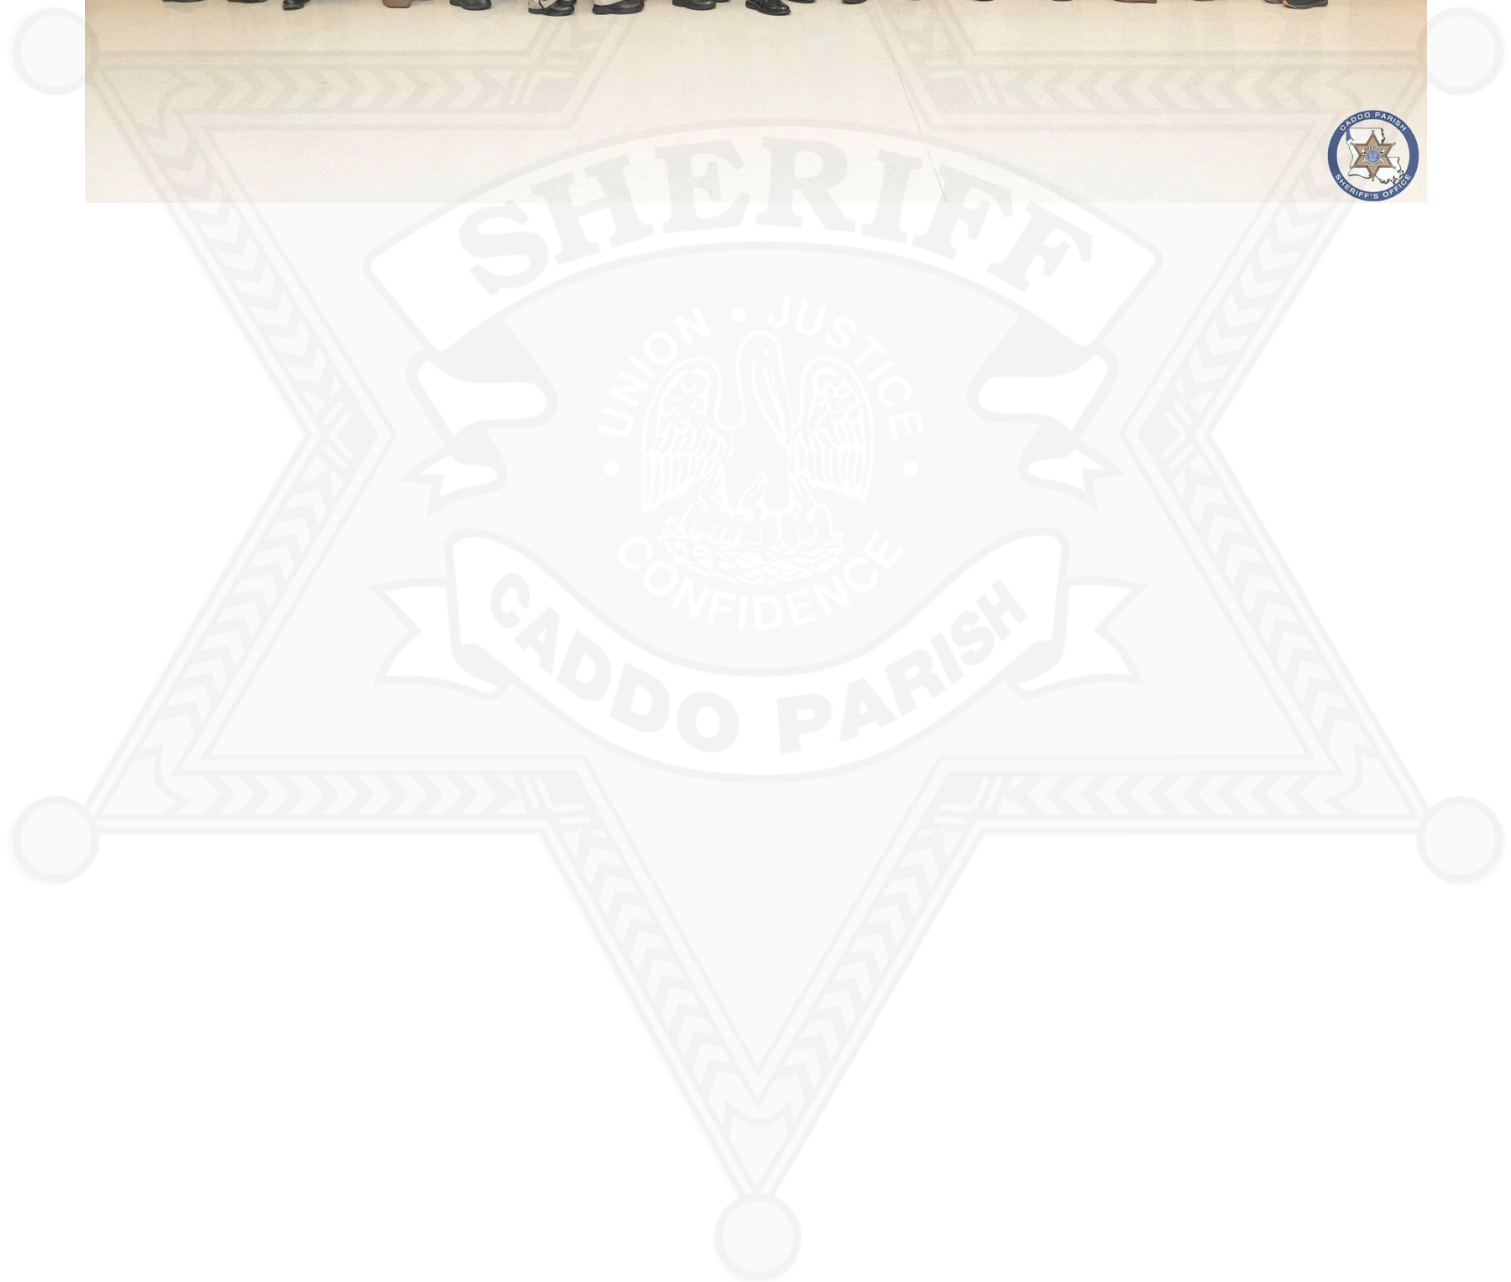 CADDO PARISH
SHERIFF'S OFFICE
SHERIFF
UNION • JUSTICE
CONFIDENCE
CADDO PARISH